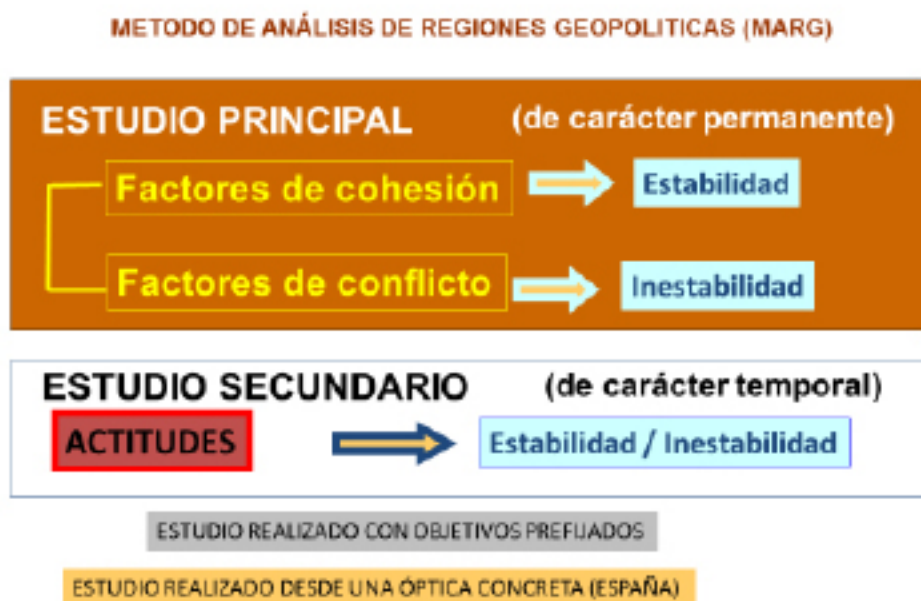 METODO DE ANÁLISIS DE REGIONES GEOPOLITICAS (MARG)
ESTUDIO PRINCIPAL (de carácter permanente)
Factores de cohesión Estabilidad
Factores de conflicto Inestabilidad
ESTUDIO SECUNDARIO (de carácter temporal)
ACTITUDES Estabilidad / Inestabilidad
ESTUDIO REALIZADO CON OBJETIVOS PREFIJADOS
ESTUDIO REALIZADO DESDE UNA ÓPTICA CONCRETA (ESPAÑA)